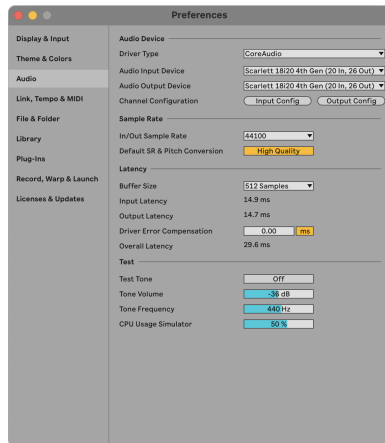 Preferences
Display & Input
Theme & Colors
Audio
Link, Tempo & MIDI
File & Folder
Library
Plug-Ins
Record, Warp & Launch
Licenses & Updates
Audio Device
Driver Type CoreAudio
Audio Input Device Scarlett 18i20 4th Gen (20 In, 26 Out)
Audio Output Device Scarlett 18i20 4th Gen (20 In, 26 Out)
Channel Configuration Input Config Output Config
Sample Rate
In/Out Sample Rate 44100
Default SR & Pitch Conversion High Quality
Latency
Buffer Size 512 Samples
Input Latency 14.9 ms
Output Latency 14.7 ms
Driver Error Compensation 0.00 ms
Overall Latency 29.6 ms
Test
Test Tone Off
Tone Volume -36 dB
Tone Frequency 440 Hz
CPU Usage Simulator 50 %